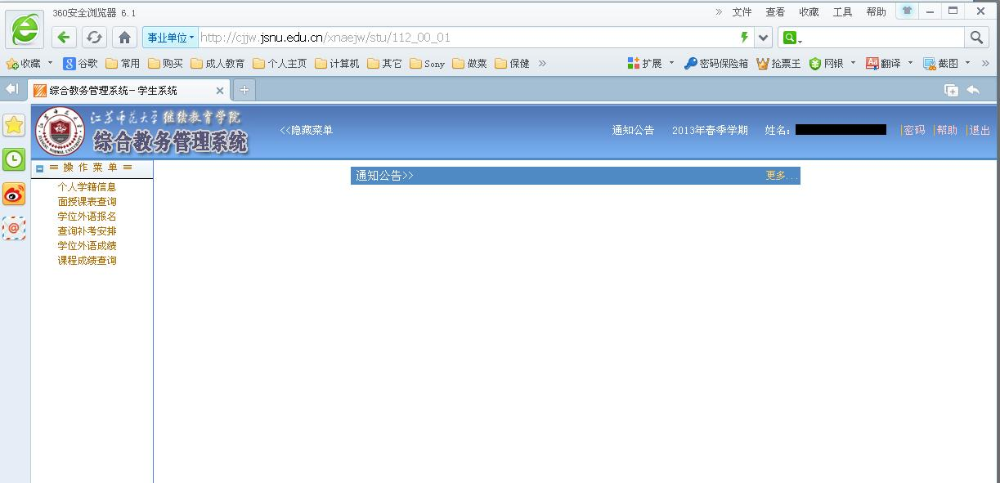 360安全浏览器 6.1
» 文件 查看 收藏 工具 帮助
事业单位 http://cjjw.jsnu.edu.cn/xnaejw/stu/112_00_01
收藏 谷歌 常用 购买 成人教育 个人主页 计算机 其它 Sony 做菜 保健 » 扩展 密码保险箱 抢票王 网银 翻译 截图 »
综合教务管理系统－学生系统
江苏师范大学 继续教育学院
综合教务管理系统
<<隐藏菜单 通知公告 2013年春季学期 姓名: |密码 |帮助 |退出
操作菜单
个人学籍信息
面授课表查询
学位外语报名
查询补考安排
学位外语成绩
课程成绩查询
通知公告>> 更多...